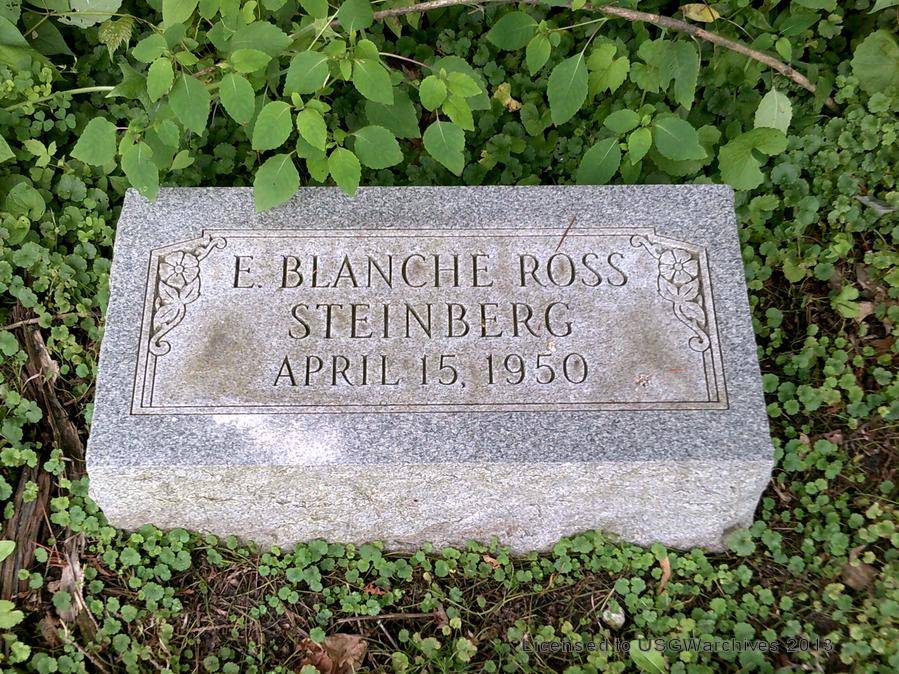 E. BLANCHE ROSS
STEINBERG
APRIL 15, 1950
Licensed to USGWarchives 2013